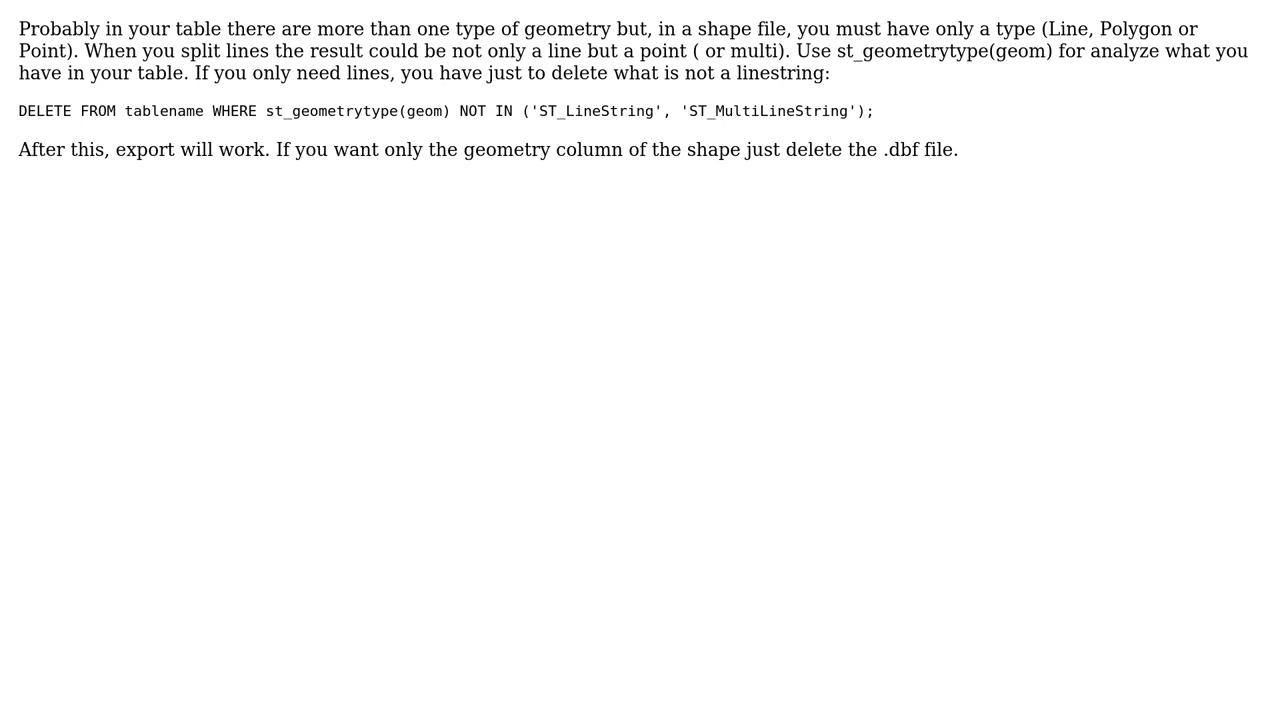 Probably in your table there are more than one type of geometry but, in a shape file, you must have only a type (Line, Polygon or
Point). When you split lines the result could be not only a line but a point ( or multi). Use st_geometrytype(geom) for analyze what you
have in your table. If you only need lines, you have just to delete what is not a linestring:
DELETE FROM tablename WHERE st_geometrytype(geom) NOT IN ('ST_LineString', 'ST_MultiLineString');
After this, export will work. If you want only the geometry column of the shape just delete the .dbf file.